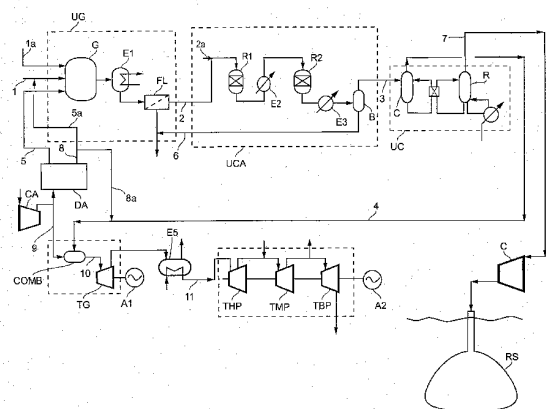 7
UG
1a
G
E1
R1
R2
2a
1
FL
E2
E3
B
3
C
R
2
5a
UC
UCA
6
5
8
CA
DA
8a
4
9
E5
C
10
COMB
TG
A1
11
THP
TMP
TBP
A2
RS